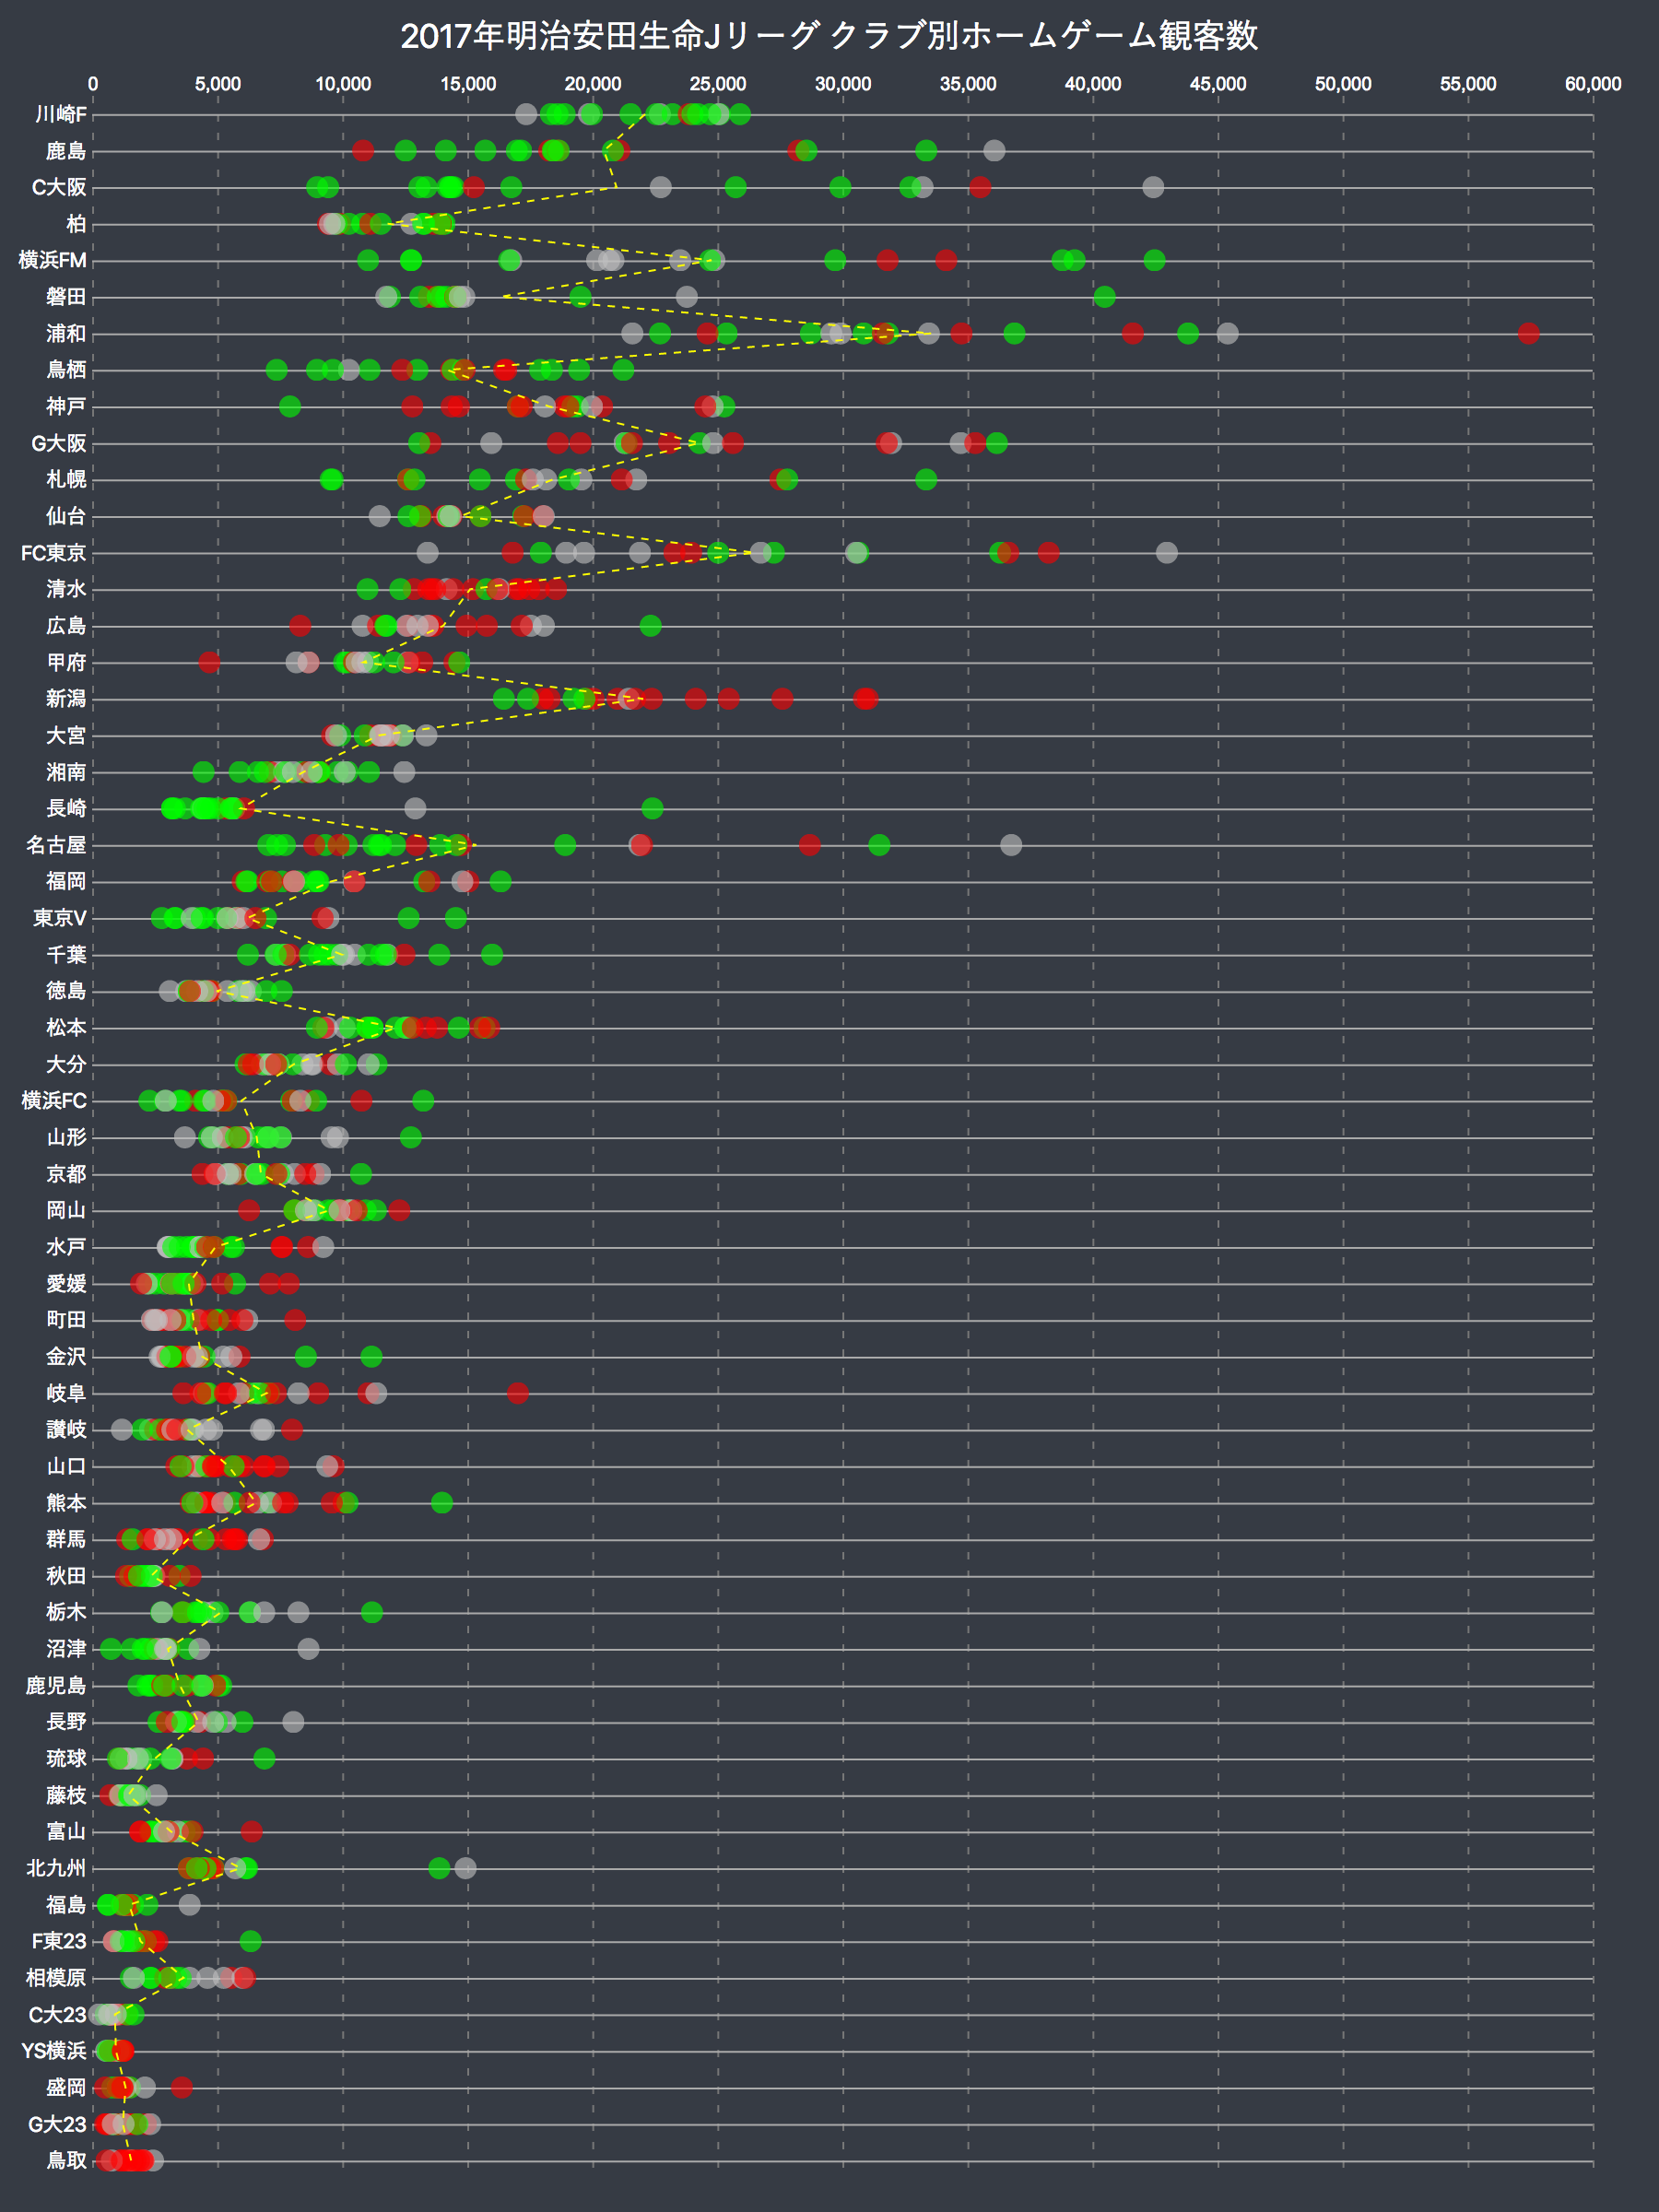 2017年明治安田生命Jリーグ クラブ別ホームゲーム観客数
0 5,000 10,000 15,000 20,000 25,000 30,000 35,000 40,000 45,000 50,000 55,000 60,000
川崎F
鹿島
C大阪
柏
横浜FM
磐田
浦和
鳥栖
神戸
G大阪
札幌
仙台
FC東京
清水
広島
甲府
新潟
大宮
湘南
長崎
名古屋
福岡
東京V
千葉
徳島
松本
大分
横浜FC
山形
京都
岡山
水戸
愛媛
町田
金沢
岐阜
讃岐
山口
熊本
群馬
秋田
栃木
沼津
鹿児島
長野
琉球
藤枝
富山
北九州
福島
F東23
相模原
C大23
YS横浜
盛岡
G大23
鳥取